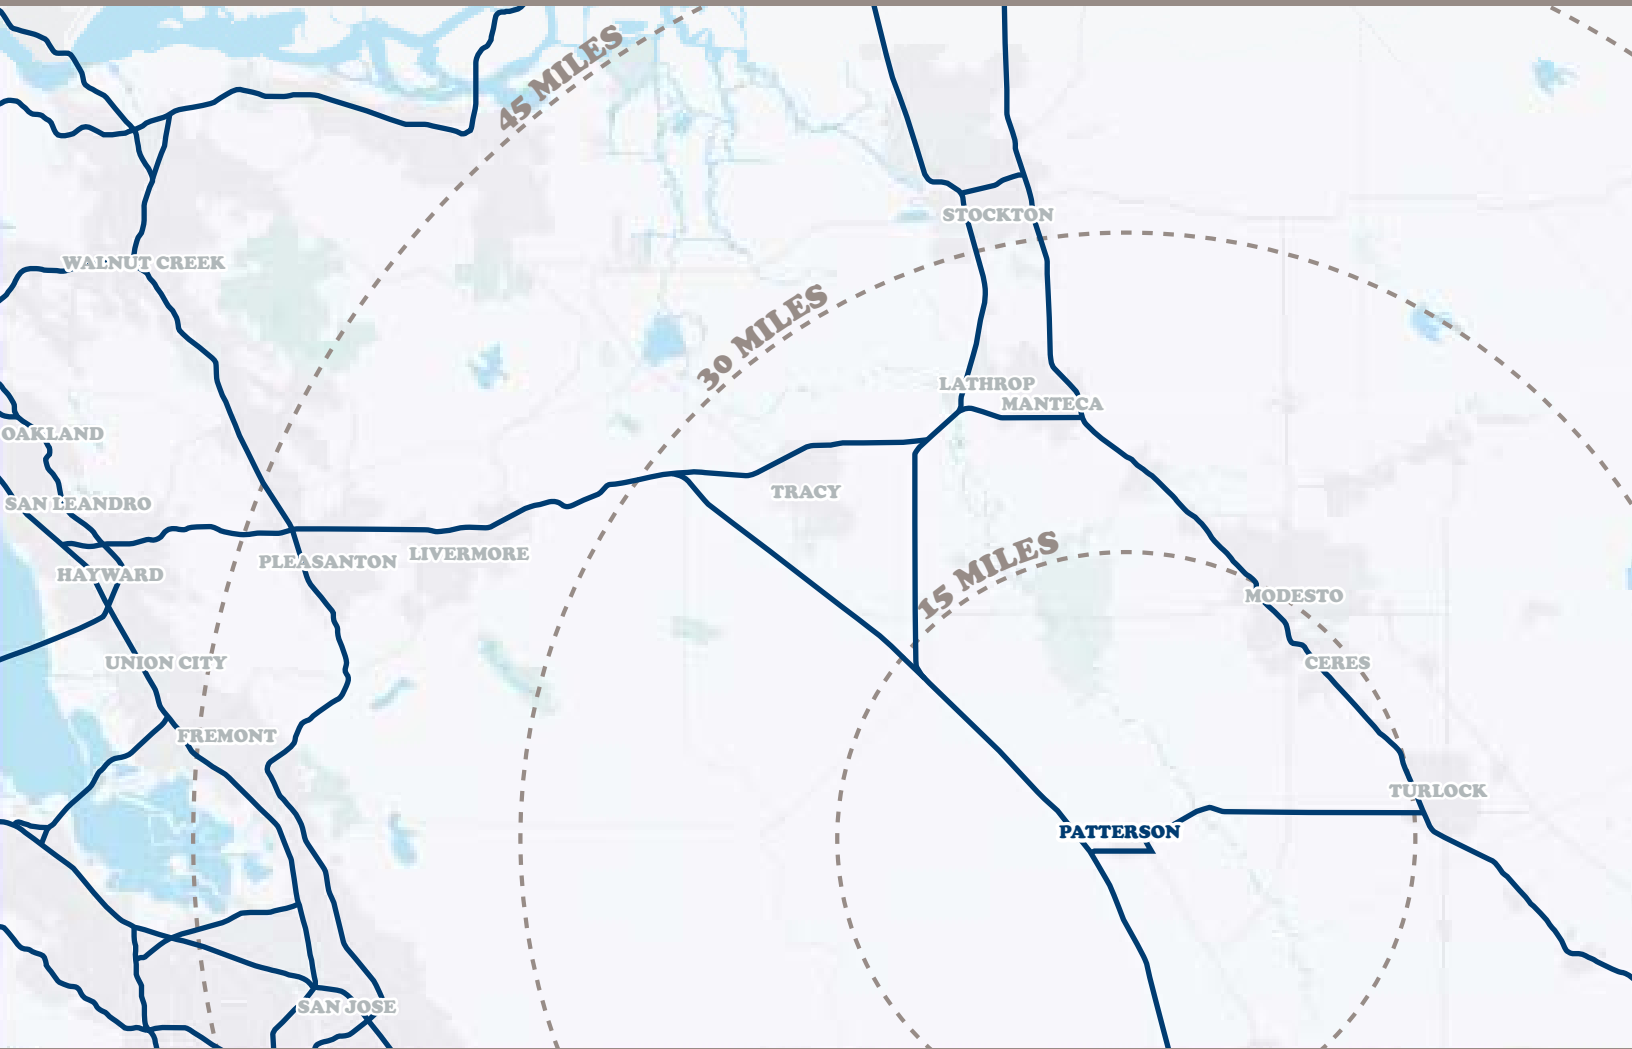 45 MILES
STOCKTON
WALNUT CREEK
30 MILES
LATHROP
MANTECA
OAKLAND
TRACY
SAN LEANDRO
15 MILES
PLEASANTON
LIVERMORE
HAYWARD
MODESTO
UNION CITY
CERES
FREMONT
TURLOCK
PATTERSON
SAN JOSE